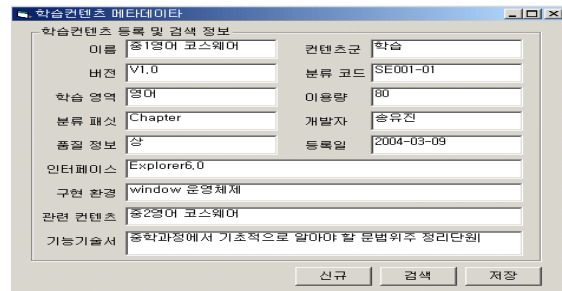 학습컨텐츠 메타데이타
학습컨텐츠 등록 및 검색 정보
이름 중1영어 코스웨어 컨텐츠군 학습
버전 V1.0 분류 코드 SE001-01
학습 영역 영어 이용량 80
분류 패싯 Chapter 개발자 송유진
품질 정보 상 등록일 2004-03-09
인터페이스 Explorer6.0
구현 환경 window 운영체제
관련 컨텐츠 중2영어 코스웨어
기능기술서 중학과정에서 기초적으로 알아야 할 문법위주 정리단원
신규 검색 저장